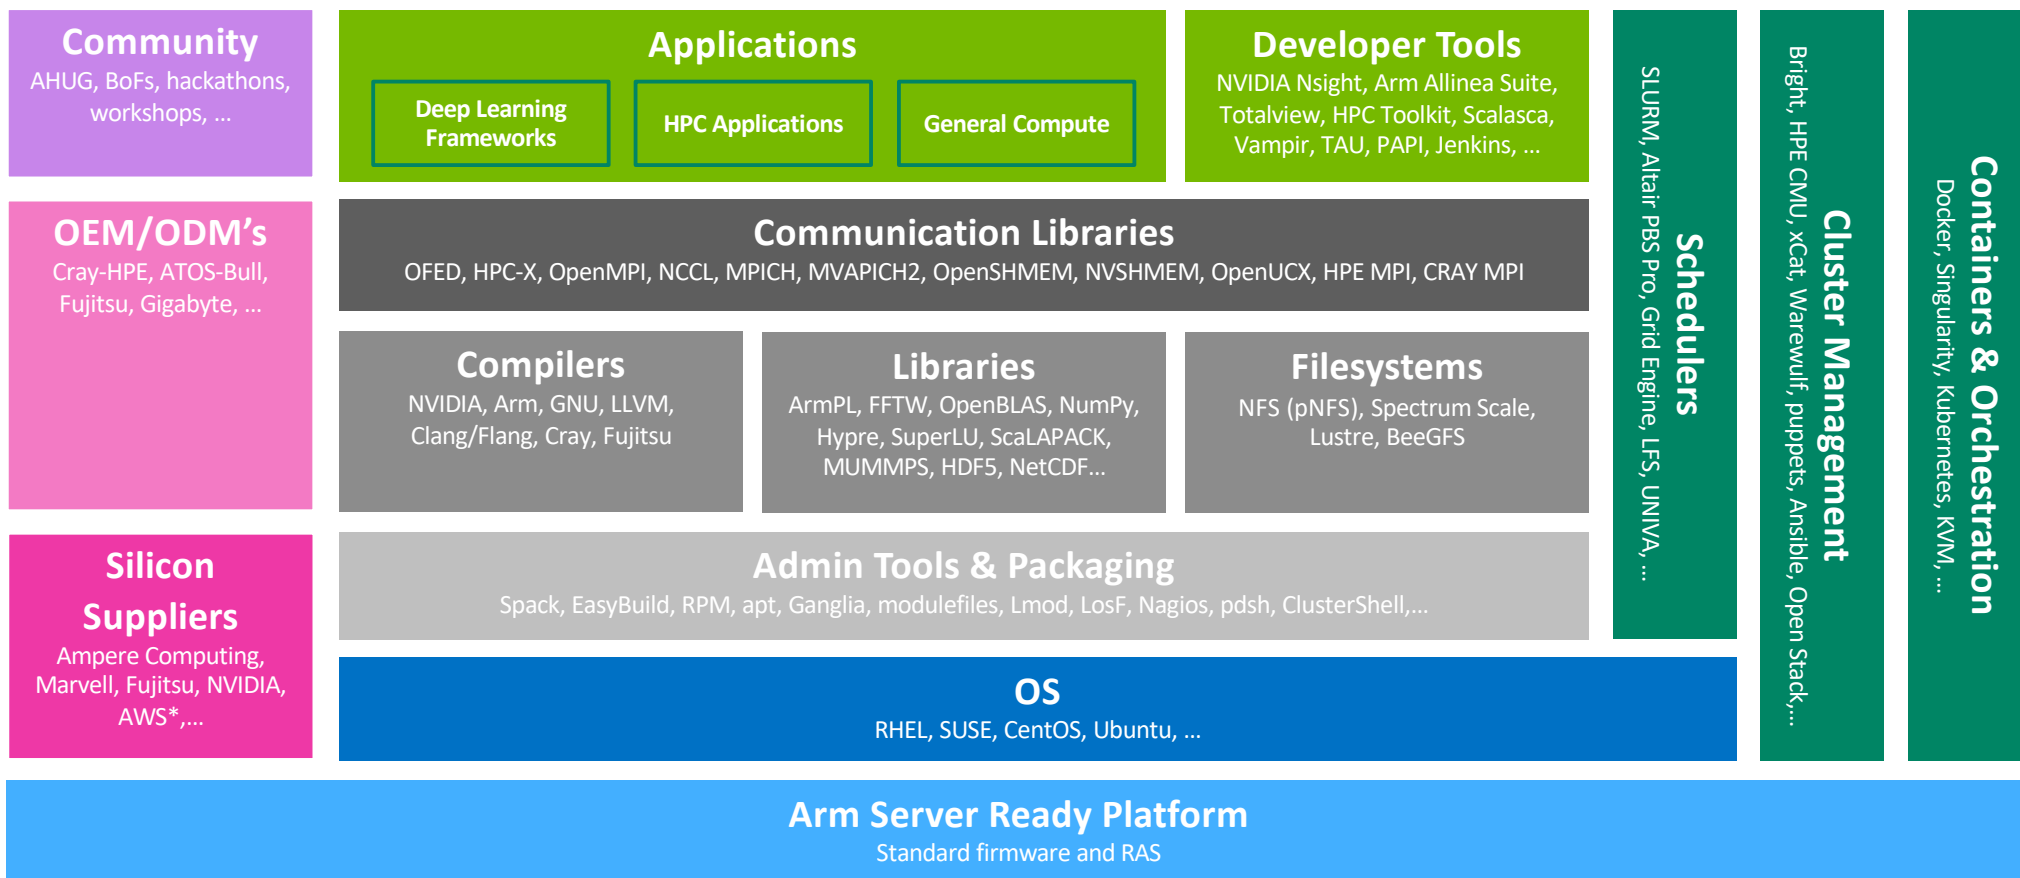 Community
AHUG, BoFs, hackathons,
workshops, ...
OEM/ODM’s
Cray-HPE, ATOS-Bull,
Fujitsu, Gigabyte, ...
Silicon
Suppliers
Ampere Computing,
Marvell, Fujitsu, NVIDIA,
AWS*,...
Applications
Deep Learning
Frameworks
HPC Applications
General Compute
Developer Tools
NVIDIA Nsight, Arm Allinea Suite,
Totalview, HPC Toolkit, Scalasca,
Vampir, TAU, PAPI, Jenkins, ...
Communication Libraries
OFED, HPC-X, OpenMPI, NCCL, MPICH, MVAPICH2, OpenSHMEM, NVSHMEM, OpenUCX, HPE MPI, CRAY MPI
Compilers
NVIDIA, Arm, GNU, LLVM,
Clang/Flang, Cray, Fujitsu
Libraries
ArmPL, FFTW, OpenBLAS, NumPy,
Hypre, SuperLU, ScaLAPACK,
MUMMPS, HDF5, NetCDF...
Filesystems
NFS (pNFS), Spectrum Scale,
Lustre, BeeGFS
Admin Tools & Packaging
Spack, EasyBuild, RPM, apt, Ganglia, modulefiles, Lmod, LosF, Nagios, pdsh, ClusterShell,...
OS
RHEL, SUSE, CentOS, Ubuntu, ...
Schedulers
SLURM, Altair PBS Pro, Grid Engine, LFS, UNIVA, ...
Cluster Management
Bright, HPE CMU, xCat, Warewulf, puppets, Ansible, Open Stack,...
Containers & Orchestration
Docker, Singularity, Kubernetes, KVM, ...
Arm Server Ready Platform
Standard firmware and RAS